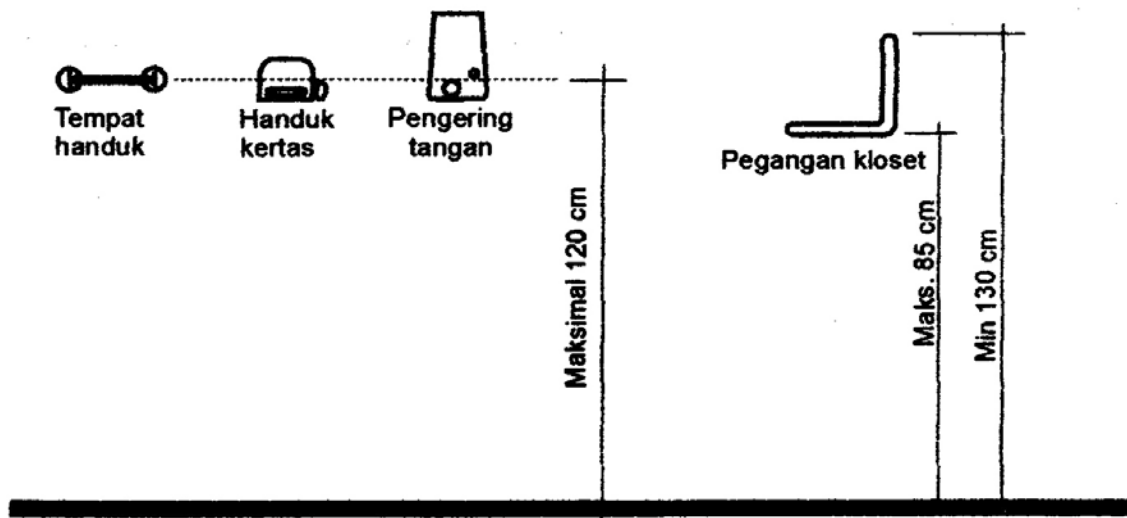 Tempat
handuk
Handuk
kertas
Pengering
tangan
Maksimal 120 cm
Pegangan kloset
Maks. 85 cm
Min 130 cm